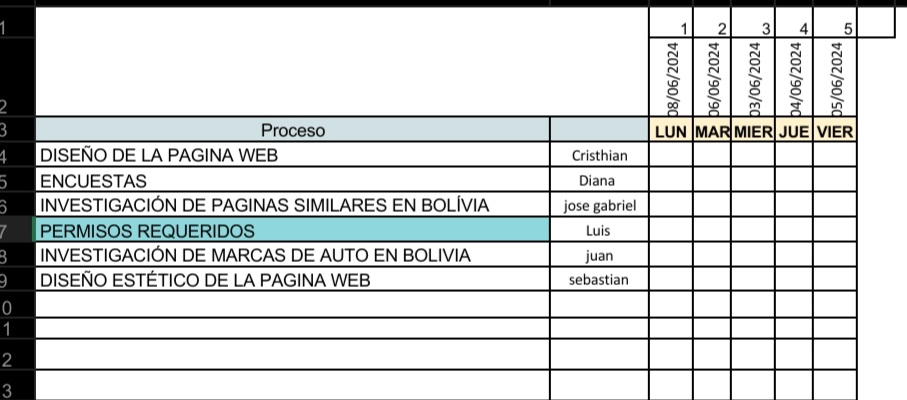 1 1 2 3 4 5
2 08/06/2024 06/06/2024 03/06/2024 04/06/2024 05/06/2024
3 Proceso LUN MAR MIER JUE VIER
4 DISEÑO DE LA PAGINA WEB Cristhian
5 ENCUESTAS Diana
6 INVESTIGACIÓN DE PAGINAS SIMILARES EN BOLÍVIA jose gabriel
7 PERMISOS REQUERIDOS Luis
8 INVESTIGACIÓN DE MARCAS DE AUTO EN BOLIVIA juan
9 DISEÑO ESTÉTICO DE LA PAGINA WEB sebastian
0
1
2
3